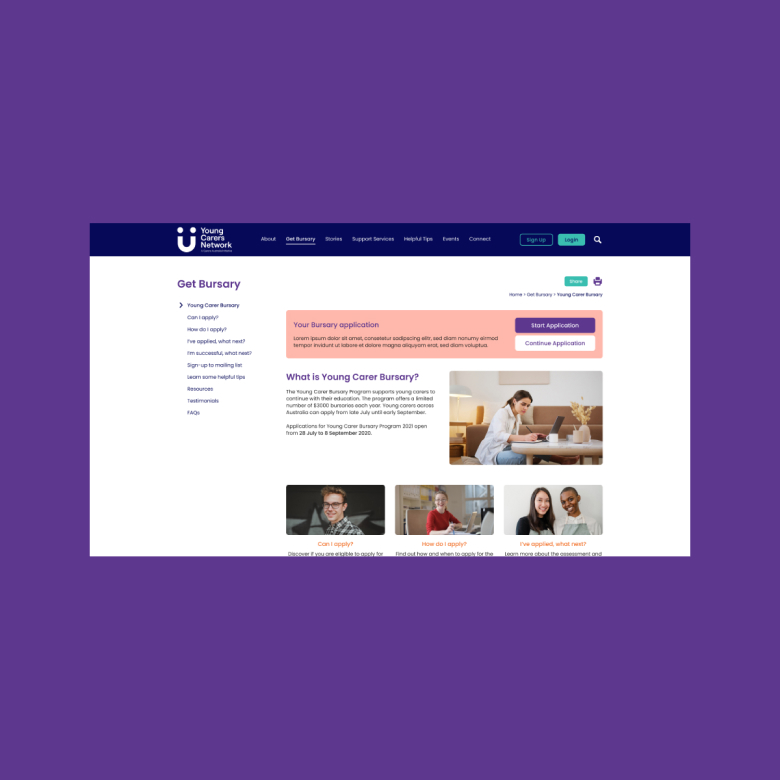 Young
Carers
Network
About
Get Bursary
Stories
Support Services
Helpful Tips
Events
Connect
Sign Up
Login
Get Bursary
Share
Home > Get Bursary > Young Carer Bursary
Young Carer Bursary
Can I apply?
How do I apply?
I've applied, what next?
I'm successful, what next?
Sign-up to mailing list
Learn some helpful tips
Resources
Testimonials
FAQs
Your Bursary application
Lorem ipsum dolor sit amet, consetetur sadipscing elitr, sed diam nonumy eirmod
tempor invidunt ut labore et dolore magna aliquyam erat, sed diam voluptua.
Start Application
Continue Application
What is Young Carer Bursary?
The Young Carer Bursary Program supports young carers to
continue with their education. The program offers a limited
number of $3000 bursaries each year. Young carers across
Australia can apply from late July until early September.
Applications for Young Carer Bursary Program 2021 open
from 28 July to 8 September 2020.
Can I apply?
Discover if you are eligible to apply for
How do I apply?
Find out how and when to apply for the
I've applied, what next?
Learn more about the assessment and